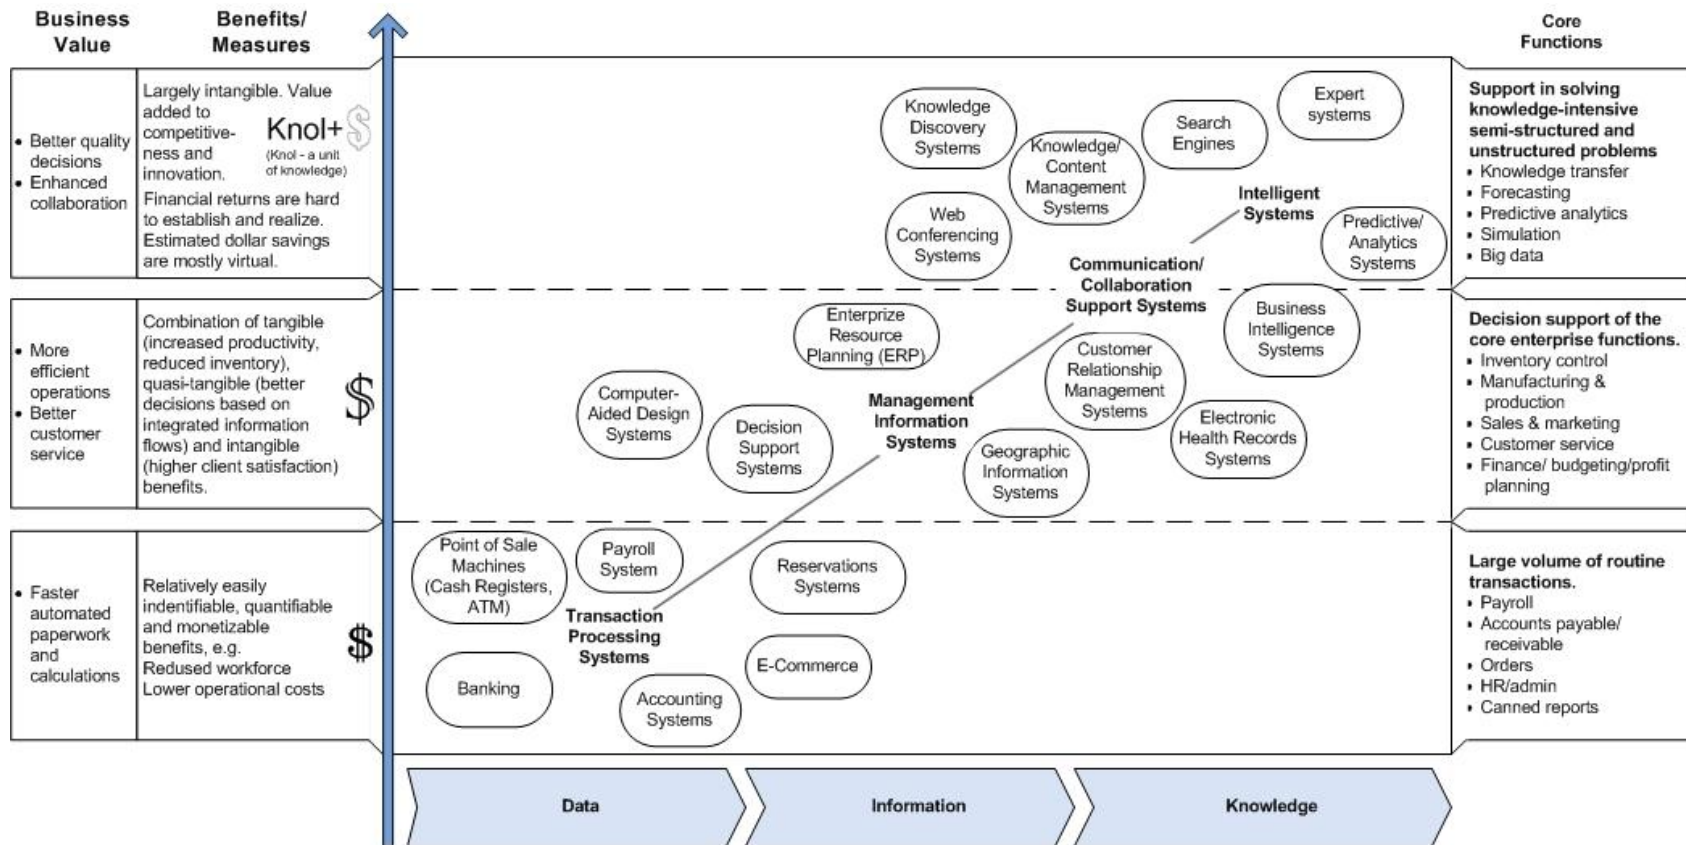 Business
Value
Benefits/
Measures
Core
Functions
• Better quality
decisions
• Enhanced
collaboration
Largely intangible. Value
added to
competitive-
ness and
innovation.
Knol+$
(Knol - a unit
of knowledge)
Financial returns are hard
to establish and realize.
Estimated dollar savings
are mostly virtual.
Knowledge
Discovery
Systems
Knowledge/
Content
Management
Systems
Search
Engines
Expert
systems
Web
Conferencing
Systems
Intelligent
Systems
Predictive/
Analytics
Systems
Communication/
Collaboration
Support Systems
Support in solving
knowledge-intensive
semi-structured and
unstructured problems
• Knowledge transfer
• Forecasting
• Predictive analytics
• Simulation
• Big data
• More
efficient
operations
• Better
customer
service
Combination of tangible
(increased productivity,
reduced inventory),
quasi-tangible (better
decisions based on
integrated information
flows) and intangible
(higher client satisfaction)
benefits.
$
Enterprize
Resource
Planning (ERP)
Business
Intelligence
Systems
Computer-
Aided Design
Systems
Decision
Support
Systems
Management
Information
Systems
Customer
Relationship
Management
Systems
Electronic
Health Records
Systems
Geographic
Information
Systems
Decision support of the
core enterprise functions.
• Inventory control
• Manufacturing &
production
• Sales & marketing
• Customer service
• Finance/ budgeting/profit
planning
• Faster
automated
paperwork
and
calculations
Relatively easily
indentifiable, quantifiable
and monetizable
benefits, e.g.
Redused workforce
Lower operational costs
$
Point of Sale
Machines
(Cash Registers,
ATM)
Payroll
System
Reservations
Systems
Transaction
Processing
Systems
Banking
Accounting
Systems
E-Commerce
Large volume of routine
transactions.
• Payroll
• Accounts payable/
receivable
• Orders
• HR/admin
• Canned reports
Data
Information
Knowledge